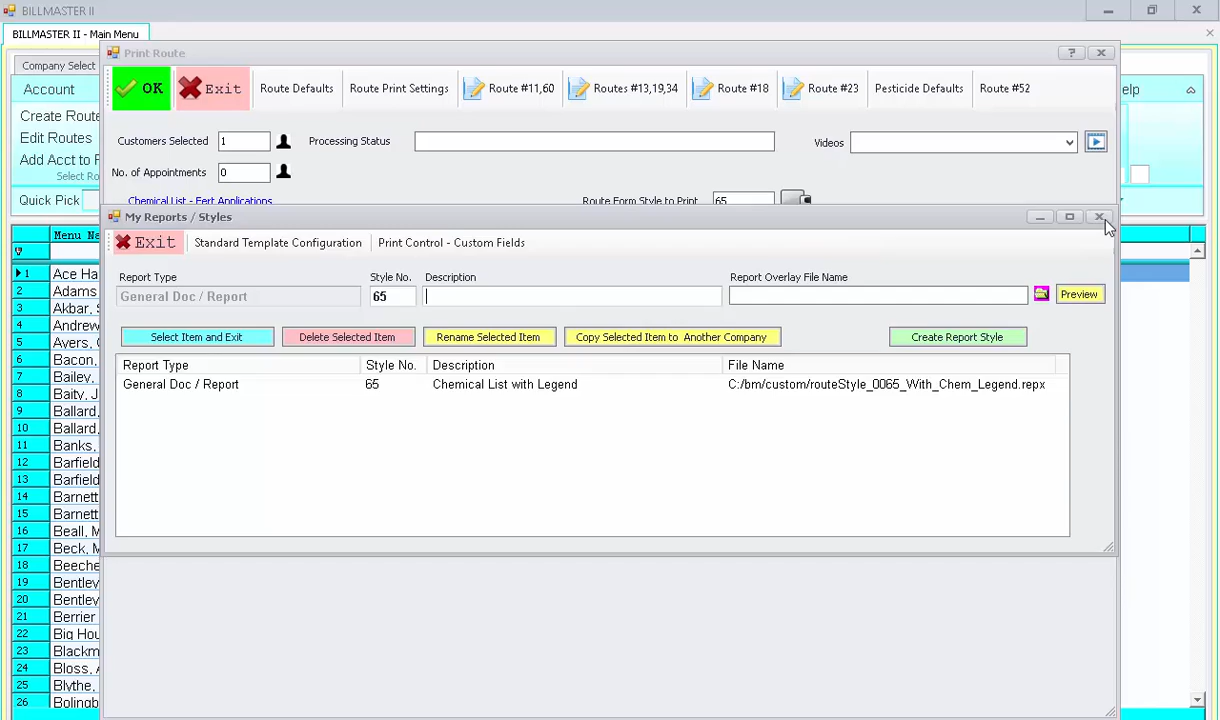 BILLMASTER II
BILLMASTER II - Main Menu
Company Select
Print Route
Account
OK Exit Route Defaults Route Print Settings Route #11,60 Routes #13,19,34 Route #18 Route #23 Pesticide Defaults Route #52
elp
Create Route
Edit Routes
Customers Selected 1 Processing Status Videos
Add Acct to R
Select Ro
No. of Appointments 0
Quick Pick
Chemical List - Fert Applications Route Form Style to Print 65
My Reports / Styles
Exit Standard Template Configuration Print Control - Custom Fields
Report Type Style No. Description Report Overlay File Name
General Doc / Report 65 Preview
Select Item and Exit Delete Selected Item Rename Selected Item Copy Selected Item to Another Company Create Report Style
Report Type Style No. Description File Name
General Doc / Report 65 Chemical List with Legend C:/bm/custom/routeStyle_0065_With_Chem_Legend.repx
Menu Na
1 Ace Ha
2 Adams
3 Akbar, S
4 Andrew
5 Avers, C
6 Bacon,
7 Bailey,
8 Baity, J
9 Ballard,
10 Ballard,
11 Banks,
12 Barfield
13 Barfield
14 Barnett
15 Barnett
16 Beall, M
17 Beck, M
18 Beeche
19 Bentley
20 Bentley
21 Berrier
22 Big Hou
23 Blackm
24 Bloss, A
25 Blythe,
26 Bolingb